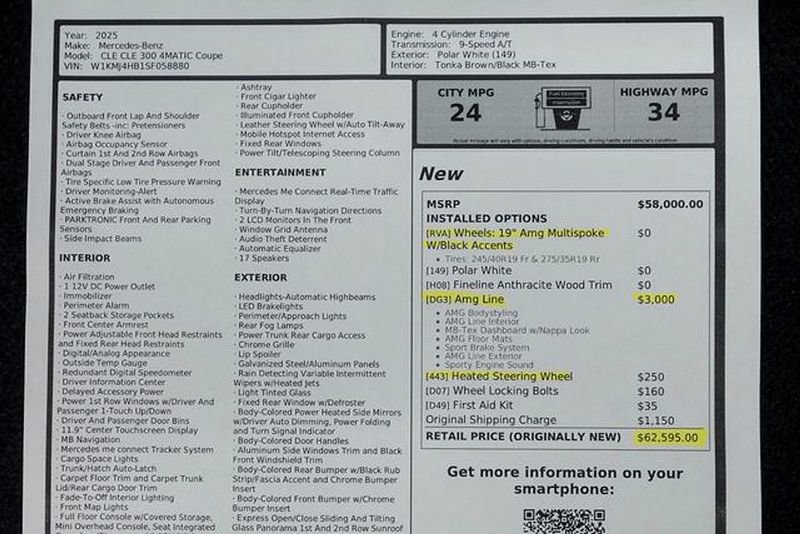 Year: 2025
Make: Mercedes-Benz
Model: CLE CLE 300 4MATIC Coupe
VIN: W1KMJ4HB1SF058880
Engine: 4 Cylinder Engine
Transmission: 9-Speed A/T
Exterior: Polar White (149)
Interior: Tonka Brown/Black MB-Tex
SAFETY
· Outboard Front Lap And Shoulder
Safety Belts -inc: Pretensioners
· Driver Knee Airbag
· Airbag Occupancy Sensor
· Curtain 1st And 2nd Row Airbags
· Dual Stage Driver And Passenger Front
Airbags
· Tire Specific Low Tire Pressure Warning
· Driver Monitoring-Alert
· Active Brake Assist with Autonomous
Emergency Braking
· PARKTRONIC Front And Rear Parking
Sensors
· Side Impact Beams
INTERIOR
· Air Filtration
· 1 12V DC Power Outlet
· Immobilizer
· Perimeter Alarm
· 2 Seatback Storage Pockets
· Front Center Armrest
· Power Adjustable Front Head Restraints
and Fixed Rear Head Restraints
· Digital/Analog Appearance
· Outside Temp Gauge
· Redundant Digital Speedometer
· Driver Information Center
· Delayed Accessory Power
· Power 1st Row Windows w/Driver And
Passenger 1-Touch Up/Down
· Driver And Passenger Door Bins
· 11.9" Center Touchscreen Display
· MB Navigation
· Mercedes me connect Tracker System
· Cargo Space Lights
· Trunk/Hatch Auto-Latch
· Carpet Floor Trim and Carpet Trunk
Lid/Rear Cargo Door Trim
· Fade-To-Off Interior Lighting
· Front Map Lights
· Full Floor Console w/Covered Storage,
Mini Overhead Console, Seat Integrated
· Ashtray
· Front Cigar Lighter
· Rear Cupholder
· Illuminated Front Cupholder
· Leather Steering Wheel w/Auto Tilt-Away
· Mobile Hotspot Internet Access
· Fixed Rear Windows
· Power Tilt/Telescoping Steering Column
ENTERTAINMENT
· Mercedes Me Connect Real-Time Traffic
Display
· Turn-By-Turn Navigation Directions
· 2 LCD Monitors In The Front
· Window Grid Antenna
· Audio Theft Deterrent
· Automatic Equalizer
· 17 Speakers
EXTERIOR
· Headlights-Automatic Highbeams
· LED Brakelights
· Perimeter/Approach Lights
· Rear Fog Lamps
· Power Trunk Rear Cargo Access
· Chrome Grille
· Lip Spoiler
· Galvanized Steel/Aluminum Panels
· Rain Detecting Variable Intermittent
Wipers w/Heated Jets
· Light Tinted Glass
· Fixed Rear Window w/Defroster
· Body-Colored Power Heated Side Mirrors
w/Driver Auto Dimming, Power Folding
and Turn Signal Indicator
· Body-Colored Door Handles
· Aluminum Side Windows Trim and Black
Front Windshield Trim
· Body-Colored Rear Bumper w/Black Rub
Strip/Fascia Accent and Chrome Bumper
Insert
· Body-Colored Front Bumper w/Chrome
Bumper Insert
· Express Open/Close Sliding And Tilting
Glass Panorama 1st And 2nd Row Sunroof
CITY MPG
24
Fuel Economy
Information
HIGHWAY MPG
34
Actual mileage will vary with options, driving conditions, driving habits and vehicle's condition.
New
MSRP $58,000.00
INSTALLED OPTIONS
[RVA] Wheels: 19" Amg Multispoke $0
W/Black Accents
• Tires: 245/40R19 Fr & 275/35R19 Rr
[149] Polar White $0
[H08] Fineline Anthracite Wood Trim $0
[DG3] Amg Line $3,000
• AMG Bodystyling
• AMG Line Interior
• MB-Tex Dashboard w/Nappa Look
• AMG Floor Mats
• Sport Brake System
• AMG Line Exterior
• Sporty Engine Sound
[443] Heated Steering Wheel $250
[D07] Wheel Locking Bolts $160
[D49] First Aid Kit $35
Original Shipping Charge $1,150
RETAIL PRICE (ORIGINALLY NEW) $62,595.00
Get more information on your
smartphone: